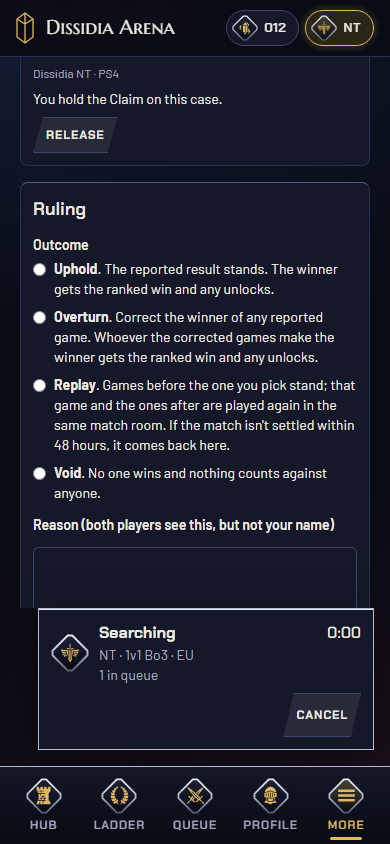 DISSIDIA ARENA
012
NT
Dissidia NT · PS4
You hold the Claim on this case.
RELEASE
Ruling
Outcome
Uphold. The reported result stands. The winner
gets the ranked win and any unlocks.
Overturn. Correct the winner of any reported
game. Whoever the corrected games make the
winner gets the ranked win and any unlocks.
Replay. Games before the one you pick stand; that
game and the ones after are played again in the
same match room. If the match isn't settled within
48 hours, it comes back here.
Void. No one wins and nothing counts against
anyone.
Reason (both players see this, but not your name)
Searching
0:00
NT · 1v1 Bo3 · EU
1 in queue
CANCEL
HUB
LADDER
QUEUE
PROFILE
MORE